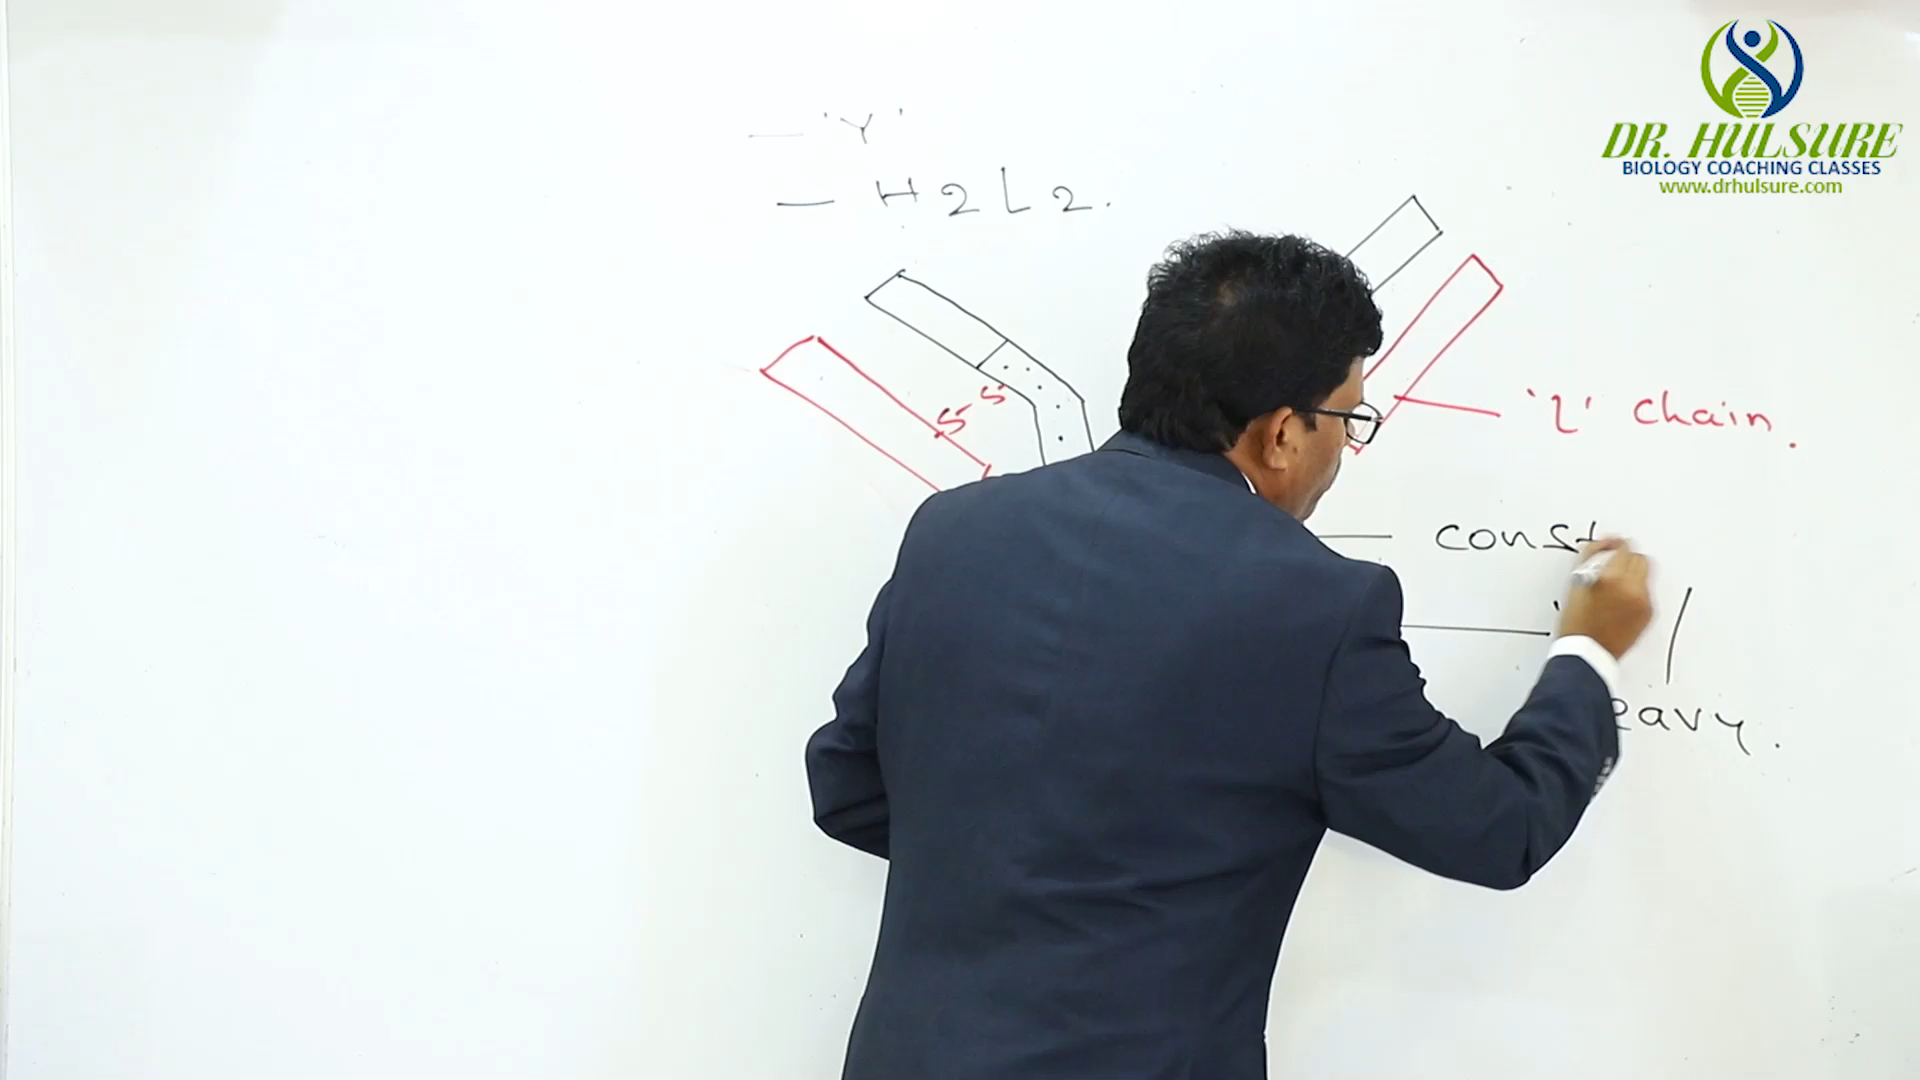 DR. HULSURE
BIOLOGY COACHING CLASSES
www.drhulsure.com
— 'Y'
— H2L2.
S S
'L' chain.
const
eavy.